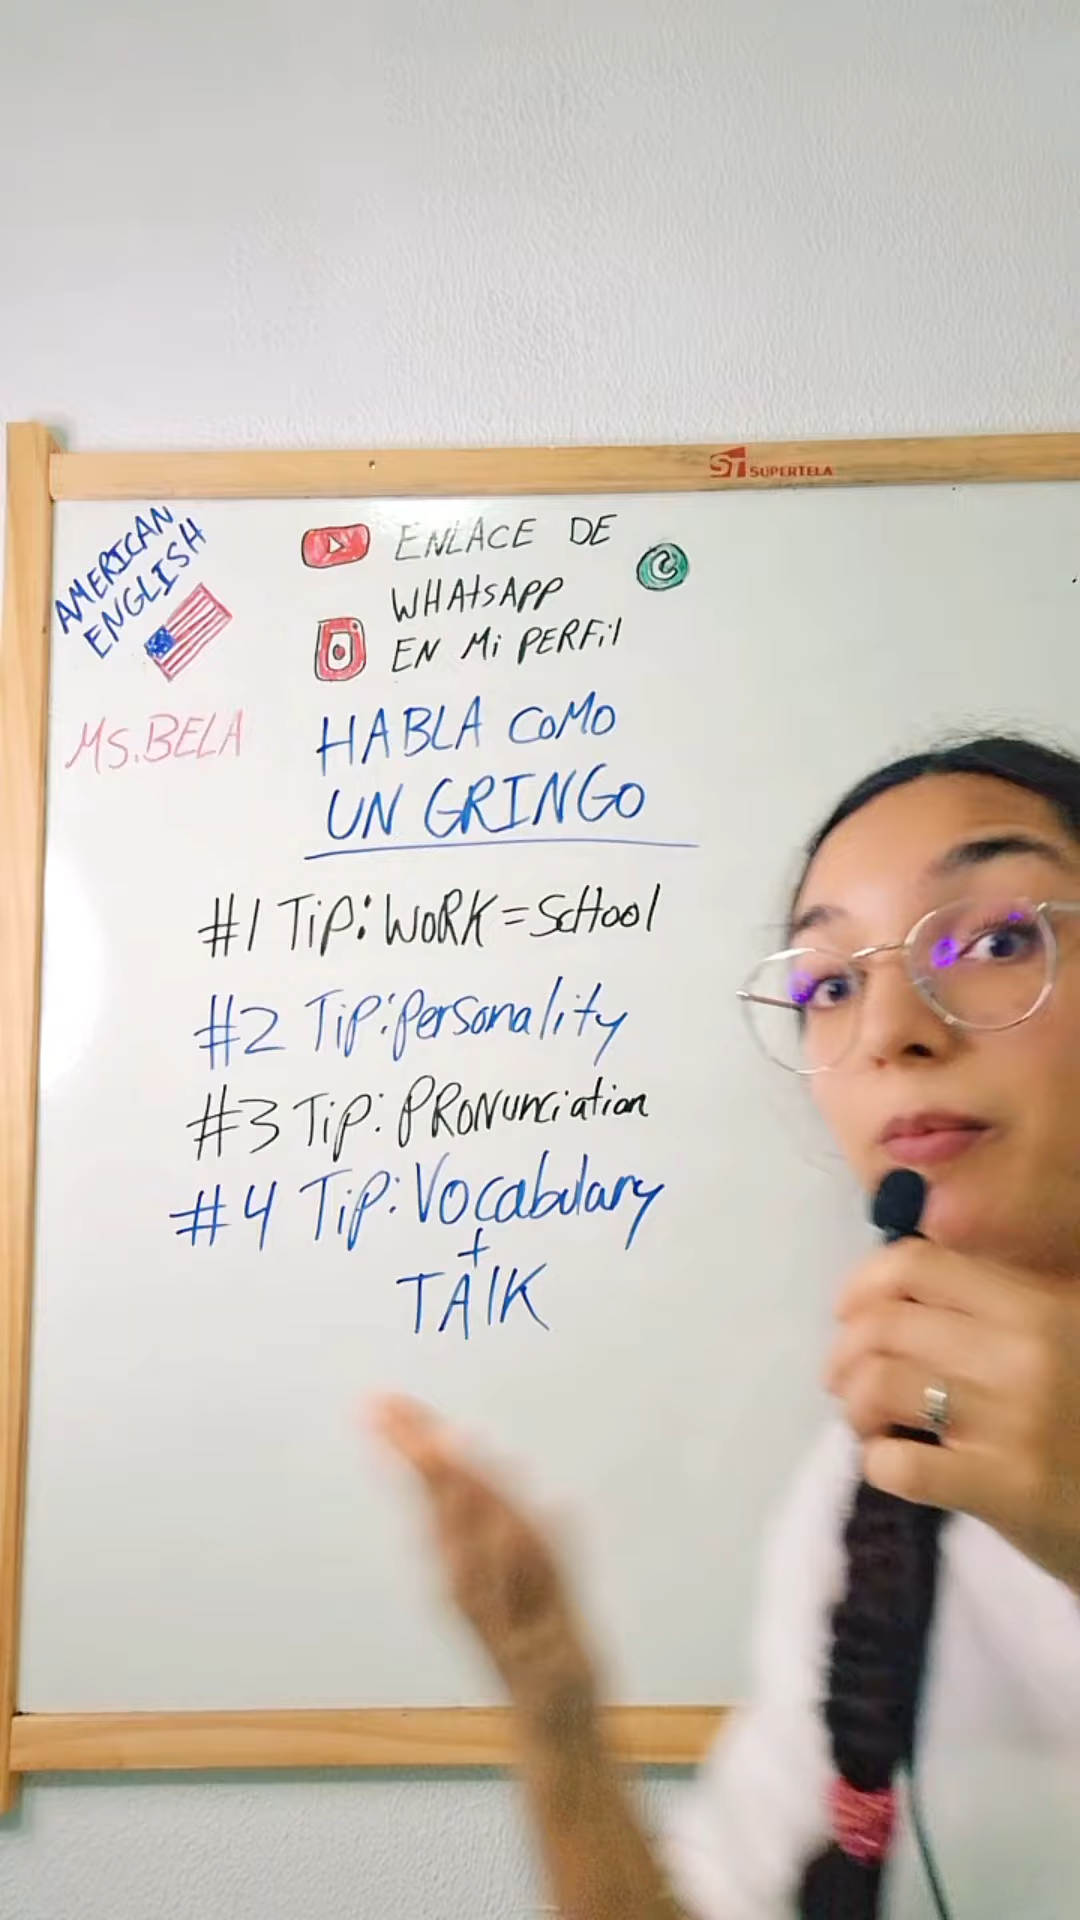 ST SUPERTELA
AMERICAN
ENGLISH
ENLACE DE
WHATSAPP
EN Mi PERFil
MS. BELA
HABLA COMO
UN GRINGO
#1 TiP: WORK = SCHool
#2 TiP: Personality
#3 TiP: PRONunciation
#4 TiP: Vocabulary
+
TAlK